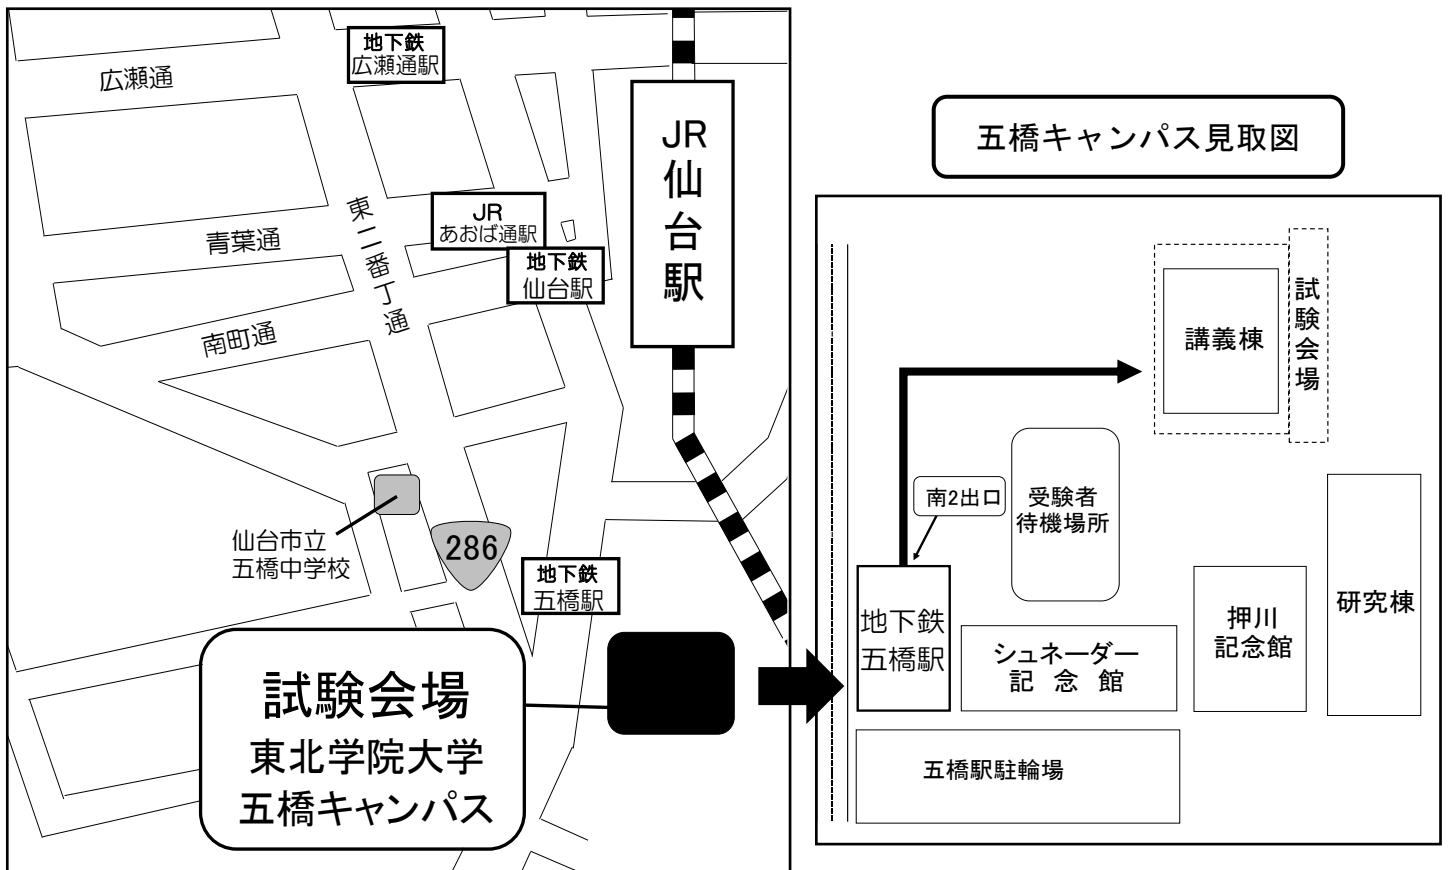 地下鉄
広瀬通駅
広瀬通
JR
仙台駅
東二番丁通
JR
あおば通駅
青葉通
地下鉄
仙台駅
南町通
仙台市立
五橋中学校
286
地下鉄
五橋駅
試験会場
東北学院大学
五橋キャンパス
五橋キャンパス見取図
試験会場
講義棟
南2出口
受験者
待機場所
地下鉄
五橋駅
シュネーダー
記念館
押川
記念館
研究棟
五橋駅駐輪場